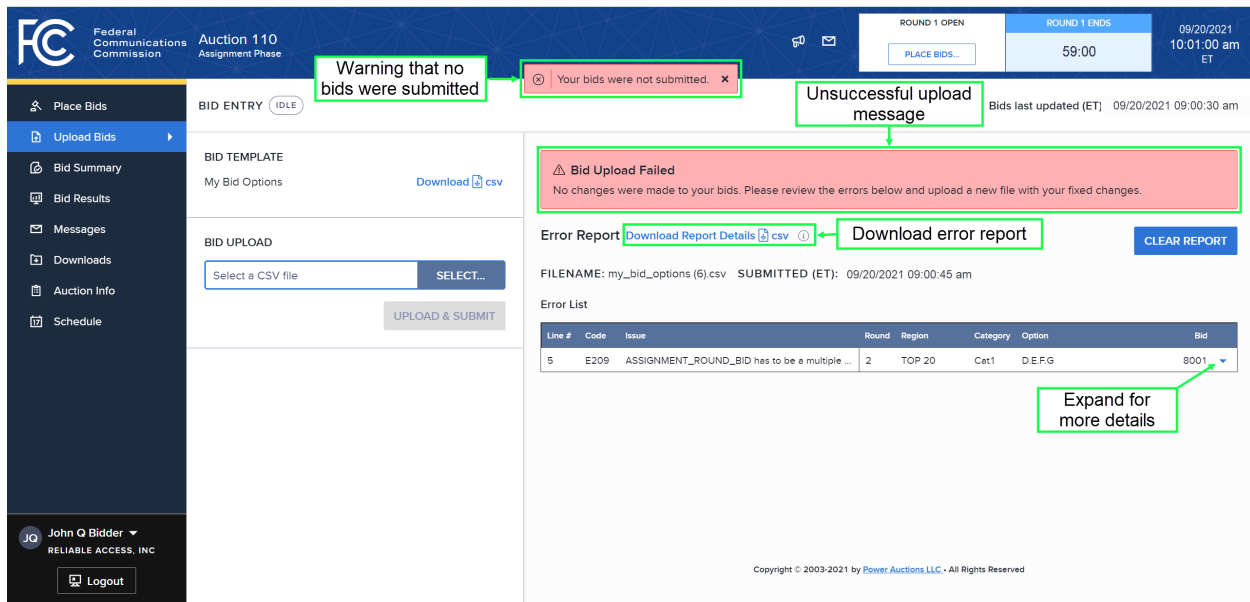 FCC
Federal
Communications
Commission
Auction 110
Assignment Phase
ROUND 1 OPEN
PLACE BIDS...
ROUND 1 ENDS
59:00
09/20/2021
10:01:00 am
ET
Warning that no
bids were submitted
Your bids were not submitted. ×
Unsuccessful upload
message
Place Bids
Upload Bids
Bid Summary
Bid Results
Messages
Downloads
Auction Info
17 Schedule
BID ENTRY IDLE
Bids last updated (ET) 09/20/2021 09:00:30 am
BID TEMPLATE
My Bid Options Download csv
BID UPLOAD
Select a CSV file SELECT...
UPLOAD & SUBMIT
Bid Upload Failed
No changes were made to your bids. Please review the errors below and upload a new file with your fixed changes.
Error Report Download Report Details csv
Download error report
CLEAR REPORT
FILENAME: my_bid_options (6).csv SUBMITTED (ET): 09/20/2021 09:00:45 am
Error List
Line # Code Issue Round Region Category Option Bid
5 E209 ASSIGNMENT_ROUND_BID has to be a multiple ... 2 TOP 20 Cat1 D.E.F.G 8001
Expand for
more details
JQ John Q Bidder
RELIABLE ACCESS, INC
Logout
Copyright © 2003-2021 by Power Auctions LLC • All Rights Reserved